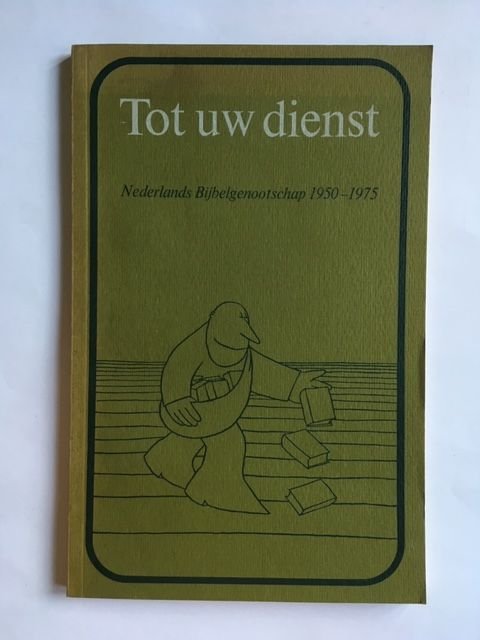 Tot uw dienst
Nederlands Bijbelgenootschap 1950–1975